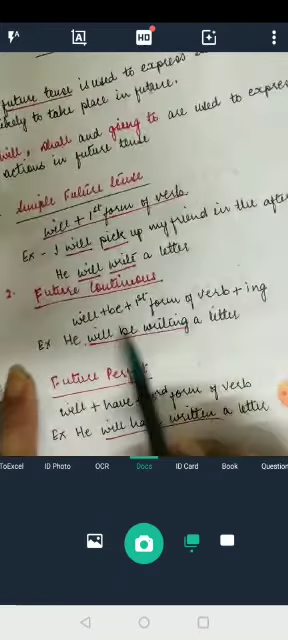 HD
future tense is used to express
likely to take place in future.
will, shall and going to are used to express
actions in future tense
Simple Future Tense
will + 1st form of verb
Ex - I will pick up my friend in the after
He will write a letter
2. Future Continuous
will + be + 1st form of verb + ing
Ex He will be writing a letter
Future Per
will + have + form of verb
Ex He will have written a letter
ToExcel ID Photo OCR Docs ID Card Book Question